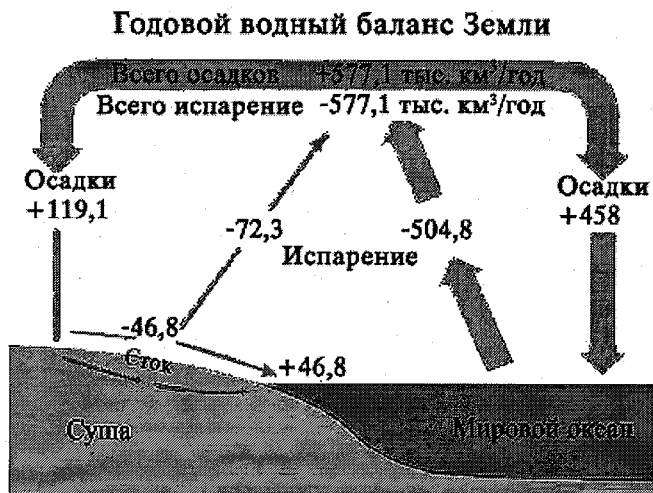 Годовой водный баланс Земли
Всего осадков +577,1 тыс. км³/год
Всего испарение -577,1 тыс. км³/год
Осадки
+119,1
Осадки
+458
-72,3
-504,8
Испарение
-46,8
Сток
+46,8
Суша
Мировой океан